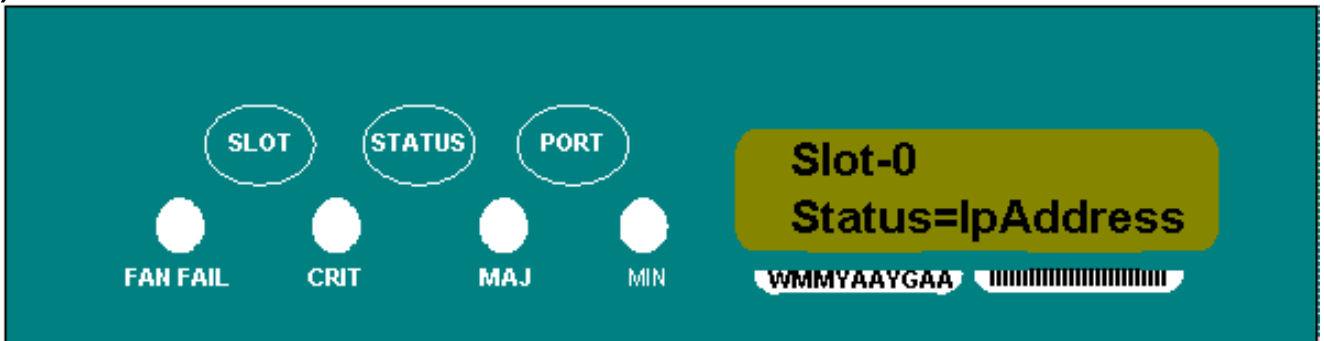 SLOT STATUS PORT
Slot-0
Status=IpAddress
FAN FAIL CRIT MAJ MIN
WMMYAAYGAA